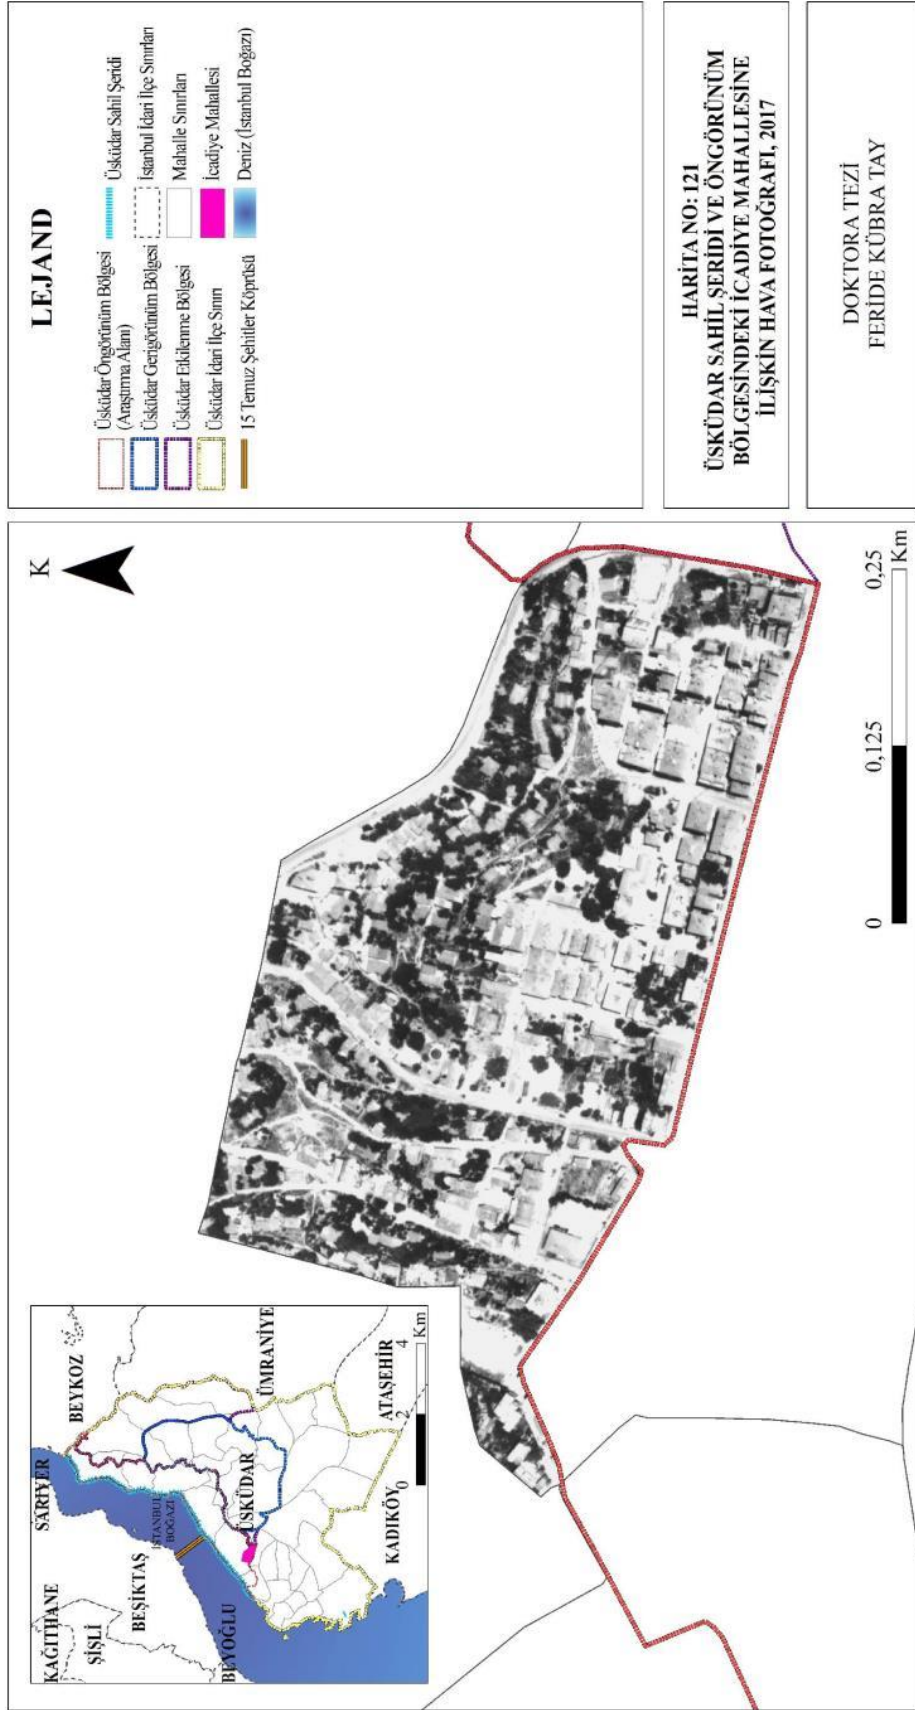 KAĞITHANE
ŞİŞLİ
SARIYER
BEŞİKTAŞ
BEYKOZ
İSTANBUL
BOĞAZI
BEYOĞLU
ÜSKÜDAR
ÜMRANİYE
KADIKÖY
ATAŞEHİR
0 2 4
Km
K
0 0,125 0,25
Km
LEJAND
Üsküdar Öngörünüm Bölgesi
(Araştırma Alanı)
Üsküdar Gerigörünüm Bölgesi
Üsküdar Etkilenme Bölgesi
Üsküdar İdari İlçe Sınırı
15 Temuz Şehitler Köprüsü
Üsküdar Sahil Şeridi
İstanbul İdari İlçe Sınırları
Mahalle Sınırları
İcadiye Mahallesi
Deniz (İstanbul Boğazı)
HARİTA NO: 121
ÜSKÜDAR SAHİL ŞERİDİ VE ÖNGÖRÜNÜM
BÖLGESİNDEKİ İCADİYE MAHALLESİNE
İLİŞKİN HAVA FOTOĞRAFI, 2017
DOKTORA TEZİ
FERİDE KÜBRA TAY